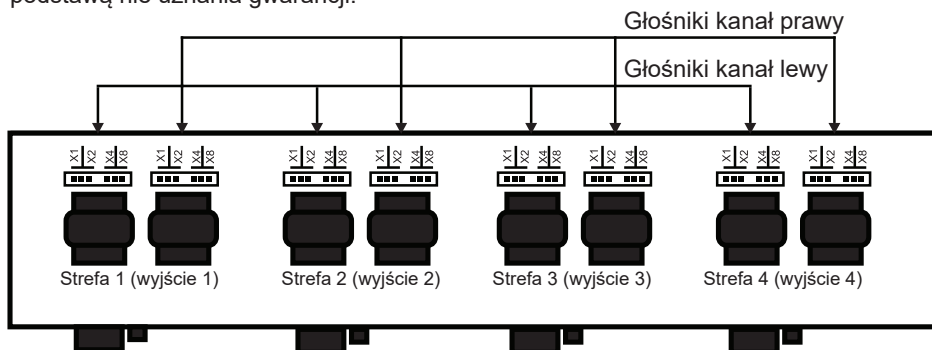 podstawą nie uznania gwarancji.
Głośniki kanał prawy
Głośniki kanał lewy
X1 X2 X4 X8 X1 X2 X4 X8 X1 X2 X4 X8 X1 X2 X4 X8 X1 X2 X4 X8 X1 X2 X4 X8 X1 X2 X4 X8 X1 X2 X4 X8
Strefa 1 (wyjście 1) Strefa 2 (wyjście 2) Strefa 3 (wyjście 3) Strefa 4 (wyjście 4)